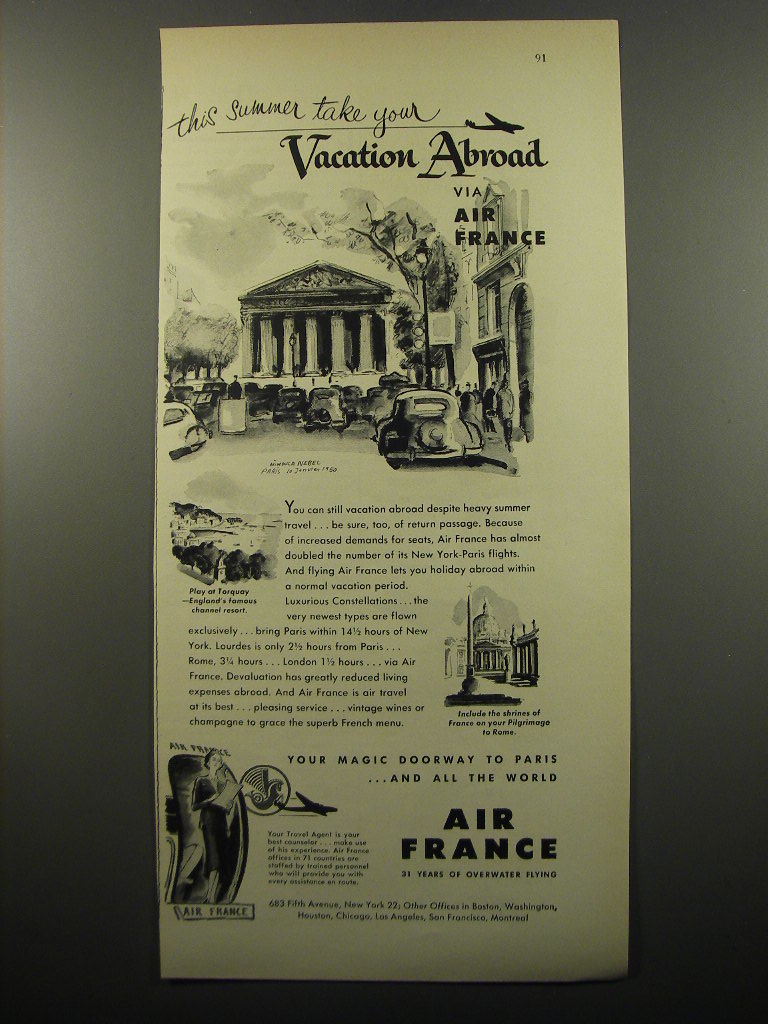 91
this summer take your
Vacation Abroad
VIA
AIR
FRANCE
NEBEL
PARIS 10 Janvier 1950
You can still vacation abroad despite heavy summer
travel . . . be sure, too, of return passage. Because
of increased demands for seats, Air France has almost
doubled the number of its New York-Paris flights.
And flying Air France lets you holiday abroad within
a normal vacation period.
Luxurious Constellations . . . the
very newest types are flown
exclusively . . . bring Paris within 14½ hours of New
York. Lourdes is only 2½ hours from Paris . . .
Rome, 3¼ hours . . . London 1½ hours . . . via Air
France. Devaluation has greatly reduced living
expenses abroad. And Air France is air travel
at its best . . . pleasing service . . . vintage wines or
champagne to grace the superb French menu.
Play at Torquay
—England's famous
channel resort.
Include the shrines of
France on your Pilgrimage
to Rome.
YOUR MAGIC DOORWAY TO PARIS
. . . AND ALL THE WORLD
AIR FRANCE
Your Travel Agent is your
best counselor . . . make use
of his experience. Air France
offices in 71 countries are
staffed by trained personnel
who will provide you with
every assistance en route.
AIR
FRANCE
31 YEARS OF OVERWATER FLYING
AIR FRANCE
683 Fifth Avenue, New York 22; Other Offices in Boston, Washington,
Houston, Chicago, Los Angeles, San Francisco, Montreal